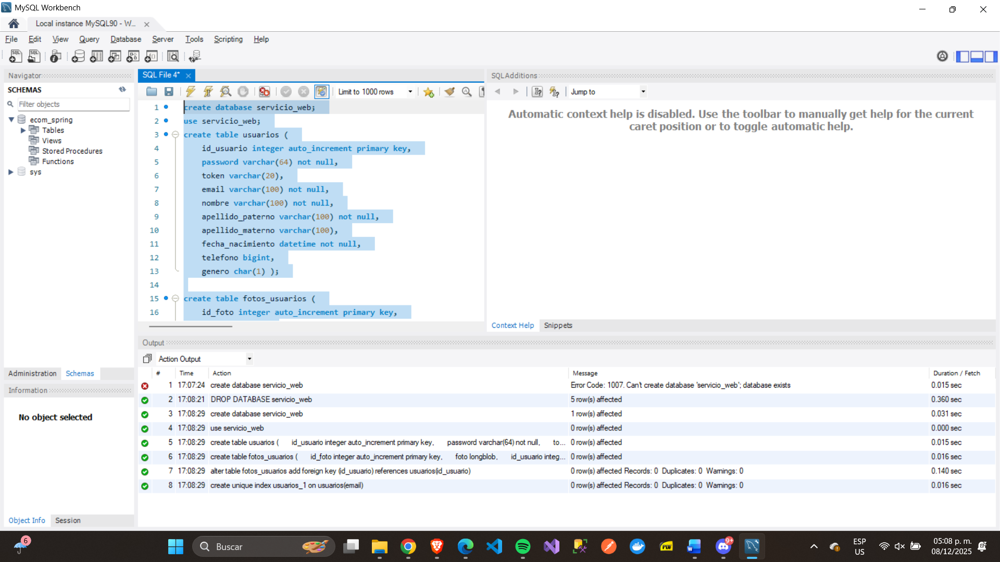 MySQL Workbench
Local instance MySQL90 - W...
File Edit View Query Database Server Tools Scripting Help
Navigator
SCHEMAS
Filter objects
ecom_spring
Tables
Views
Stored Procedures
Functions
sys
Administration Schemas
Information
No object selected
Object Info Session
SQL File 4*
Limit to 1000 rows
1 create database servicio_web;
2 use servicio_web;
3 create table usuarios (
4 id_usuario integer auto_increment primary key,
5 password varchar(64) not null,
6 token varchar(20),
7 email varchar(100) not null,
8 nombre varchar(100) not null,
9 apellido_paterno varchar(100) not null,
10 apellido_materno varchar(100),
11 fecha_nacimiento datetime not null,
12 telefono bigint,
13 genero char(1) );
14
15 create table fotos_usuarios (
16 id_foto integer auto_increment primary key,
SQLAdditions
Jump to
Automatic context help is disabled. Use the toolbar to manually get help for the current
caret position or to toggle automatic help.
Context Help Snippets
Output
Action Output
# Time Action Message Duration / Fetch
1 17:07:24 create database servicio_web Error Code: 1007. Can't create database 'servicio_web'; database exists 0.015 sec
2 17:08:21 DROP DATABASE servicio_web 5 row(s) affected 0.360 sec
3 17:08:29 create database servicio_web 1 row(s) affected 0.031 sec
4 17:08:29 use servicio_web 0 row(s) affected 0.000 sec
5 17:08:29 create table usuarios ( id_usuario integer auto_increment primary key, password varchar(64) not null, to... 0 row(s) affected 0.015 sec
6 17:08:29 create table fotos_usuarios ( id_foto integer auto_increment primary key, foto longblob, id_usuario integ... 0 row(s) affected 0.016 sec
7 17:08:29 alter table fotos_usuarios add foreign key (id_usuario) references usuarios(id_usuario) 0 row(s) affected Records: 0 Duplicates: 0 Warnings: 0 0.140 sec
8 17:08:29 create unique index usuarios_1 on usuarios(email) 0 row(s) affected Records: 0 Duplicates: 0 Warnings: 0 0.016 sec
6
Buscar
PDF
9+
ESP
US
05:08 p. m.
08/12/2025